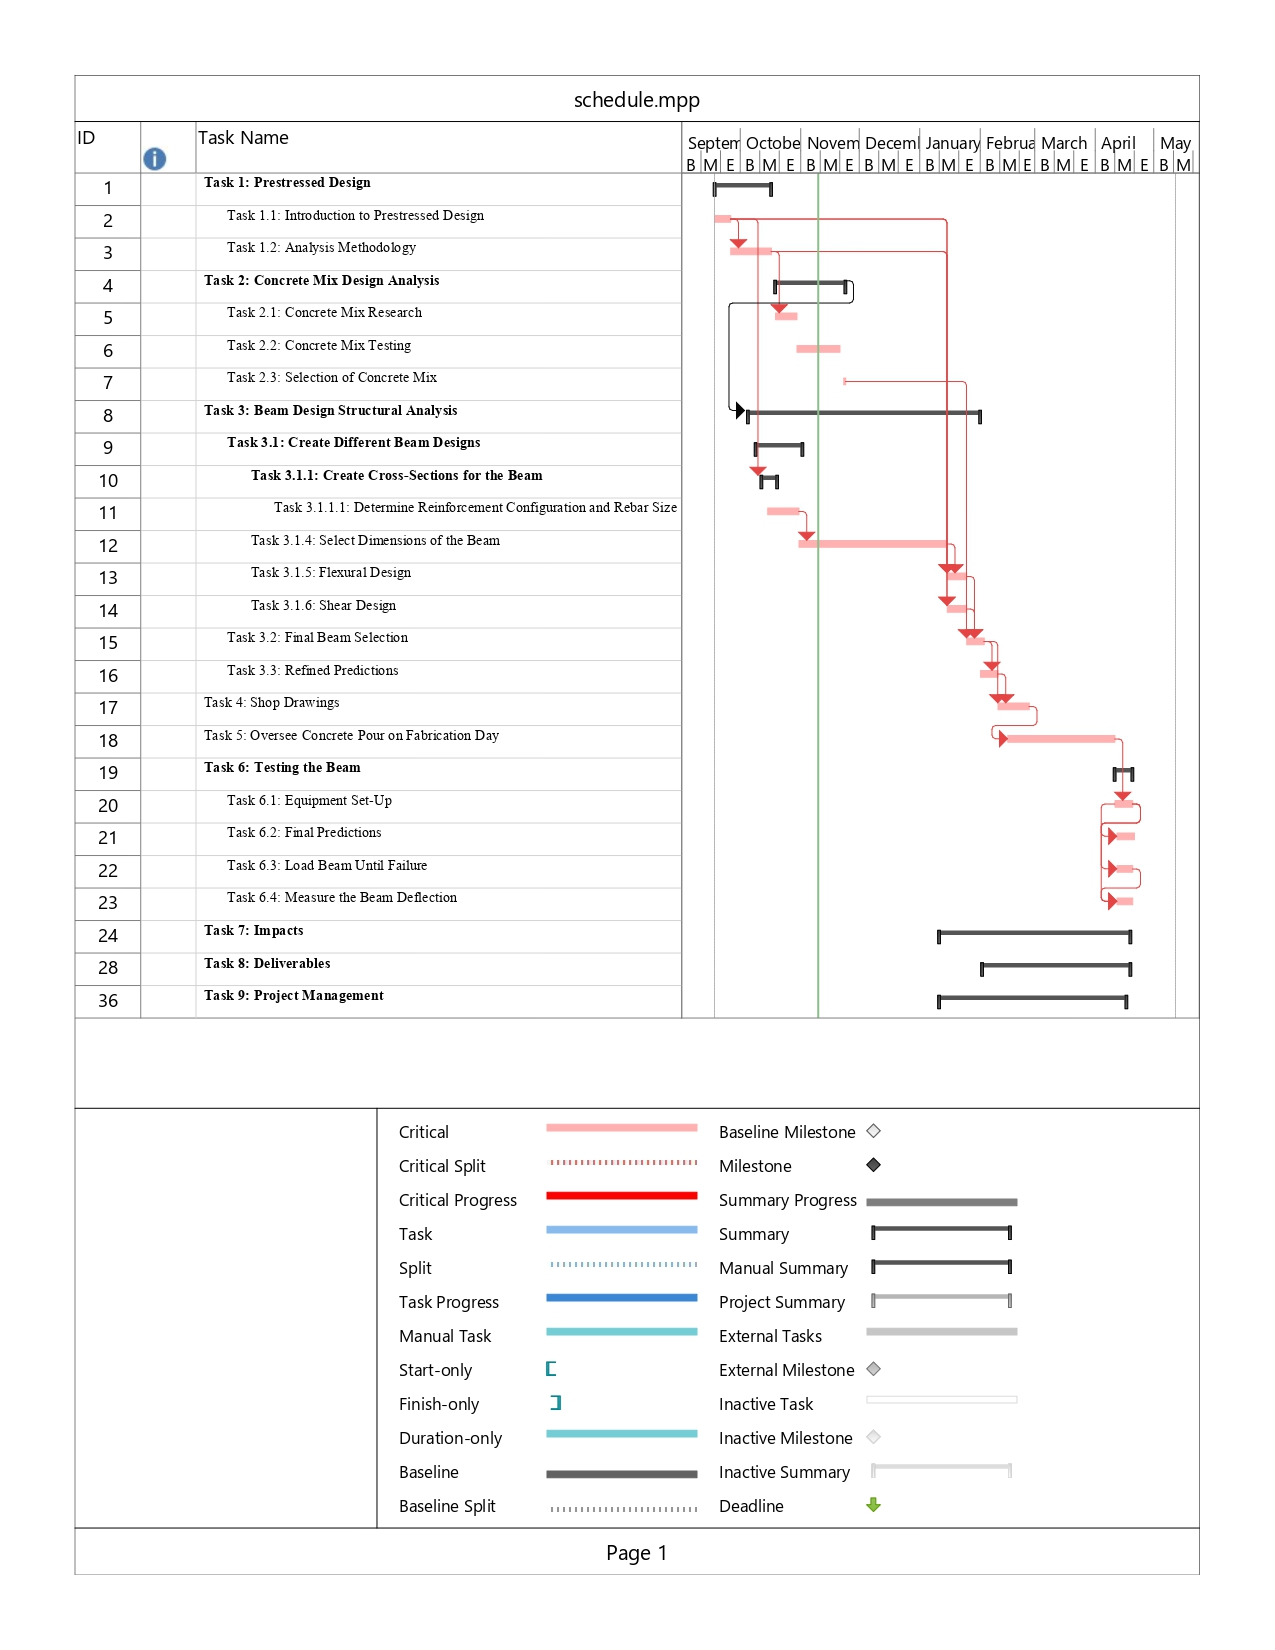 schedule.mpp
ID Task Name Septem Octobe Novem Deceml January Februa March April May
B M E B M E B M E B M E B M E B M E B M E B M E B M
1 Task 1: Prestressed Design
2 Task 1.1: Introduction to Prestressed Design
3 Task 1.2: Analysis Methodology
4 Task 2: Concrete Mix Design Analysis
5 Task 2.1: Concrete Mix Research
6 Task 2.2: Concrete Mix Testing
7 Task 2.3: Selection of Concrete Mix
8 Task 3: Beam Design Structural Analysis
9 Task 3.1: Create Different Beam Designs
10 Task 3.1.1: Create Cross-Sections for the Beam
11 Task 3.1.1.1: Determine Reinforcement Configuration and Rebar Size
12 Task 3.1.4: Select Dimensions of the Beam
13 Task 3.1.5: Flexural Design
14 Task 3.1.6: Shear Design
15 Task 3.2: Final Beam Selection
16 Task 3.3: Refined Predictions
17 Task 4: Shop Drawings
18 Task 5: Oversee Concrete Pour on Fabrication Day
19 Task 6: Testing the Beam
20 Task 6.1: Equipment Set-Up
21 Task 6.2: Final Predictions
22 Task 6.3: Load Beam Until Failure
23 Task 6.4: Measure the Beam Deflection
24 Task 7: Impacts
28 Task 8: Deliverables
36 Task 9: Project Management
Critical Baseline Milestone
Critical Split Milestone
Critical Progress Summary Progress
Task Summary
Split Manual Summary
Task Progress Project Summary
Manual Task External Tasks
Start-only External Milestone
Finish-only Inactive Task
Duration-only Inactive Milestone
Baseline Inactive Summary
Baseline Split Deadline
Page 1